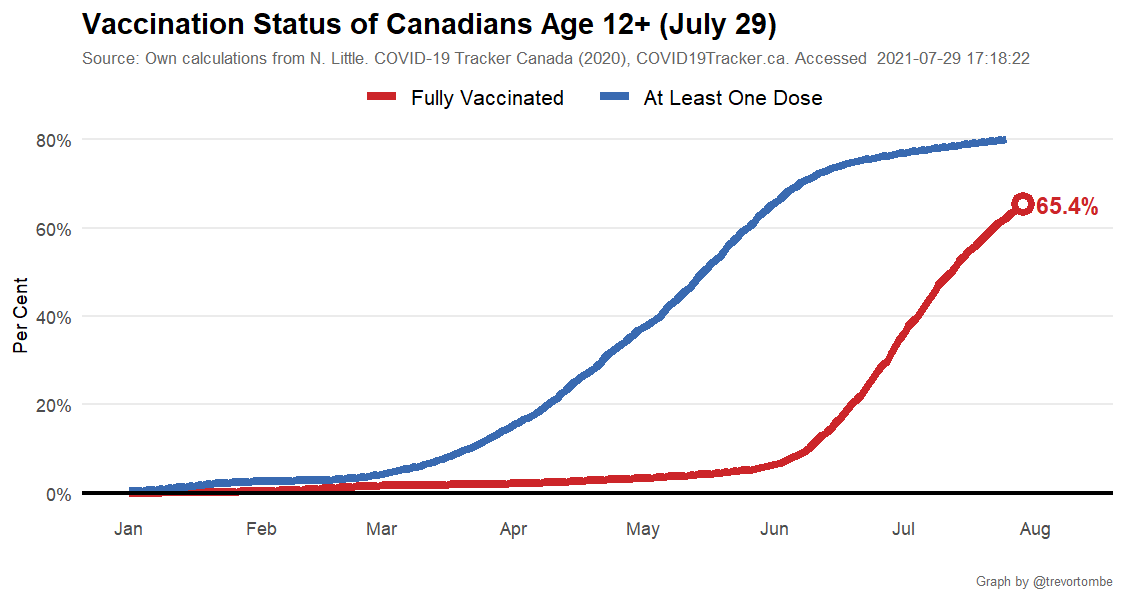 Vaccination Status of Canadians Age 12+ (July 29)
Source: Own calculations from N. Little. COVID-19 Tracker Canada (2020), COVID19Tracker.ca. Accessed  2021-07-29 17:18:22
Fully Vaccinated At Least One Dose
80%
65.4%
60%
Per Cent
40%
20%
0%
Jan Feb Mar Apr May Jun Jul Aug
Graph by @trevortombe